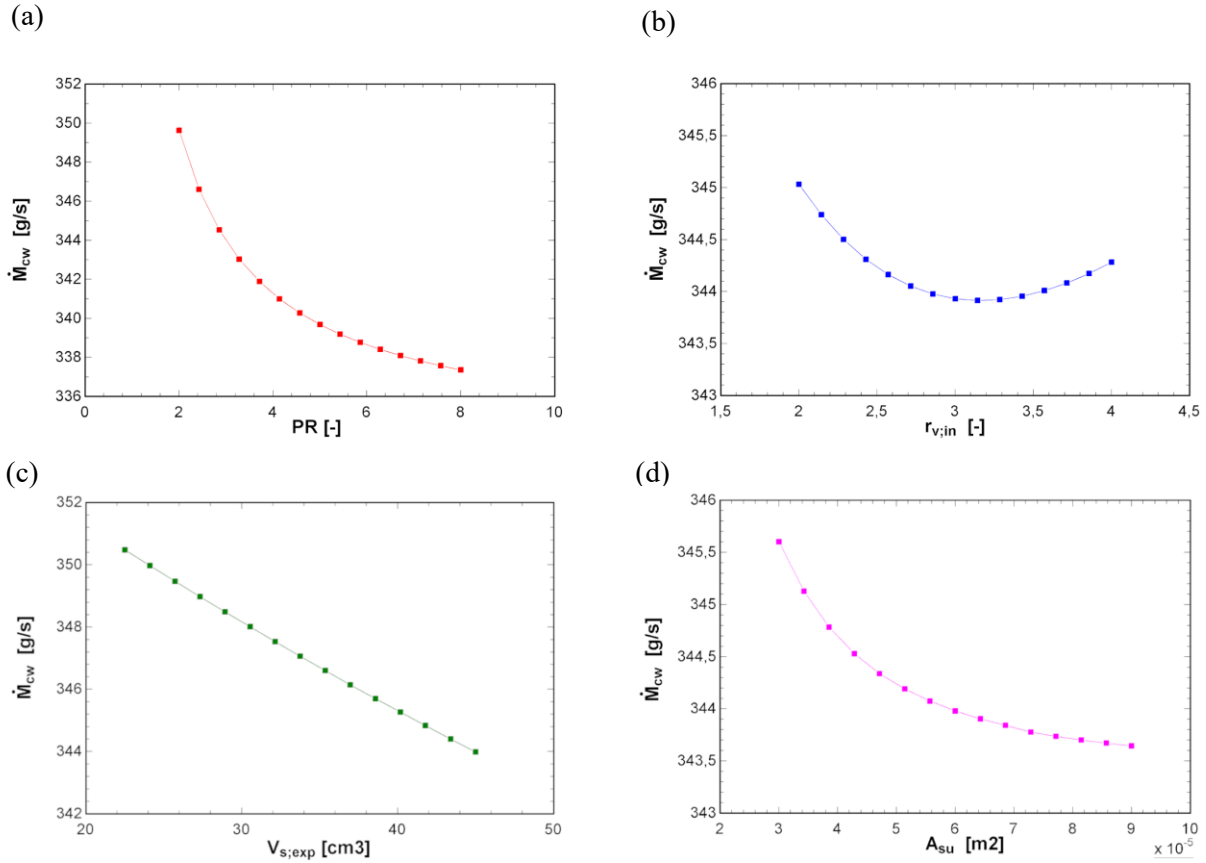 (a)
352
350
348
346
344
342
340
338
336
Ṁcw [g/s]
0 2 4 6 8 10
PR [-]
(b)
346
345,5
345
344,5
344
343,5
343
Ṁcw [g/s]
1,5 2 2,5 3 3,5 4 4,5
rv;in [-]
(c)
352
350
348
346
344
342
Ṁcw [g/s]
20 30 40 50
Vs;exp [cm3]
(d)
346
345,5
345
344,5
344
343,5
343
Ṁcw [g/s]
2 3 4 5 6 7 8 9 10
x 10-5
Asu [m2]